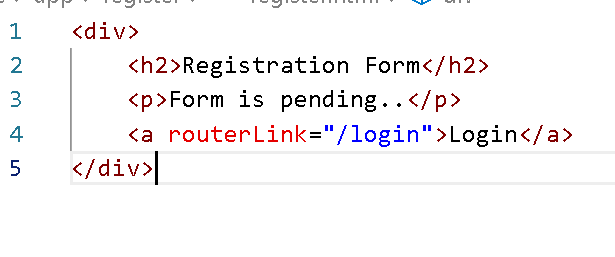 1 <div>
2 <h2>Registration Form</h2>
3 <p>Form is pending..</p>
4 <a routerLink="/login">Login</a>
5 </div>